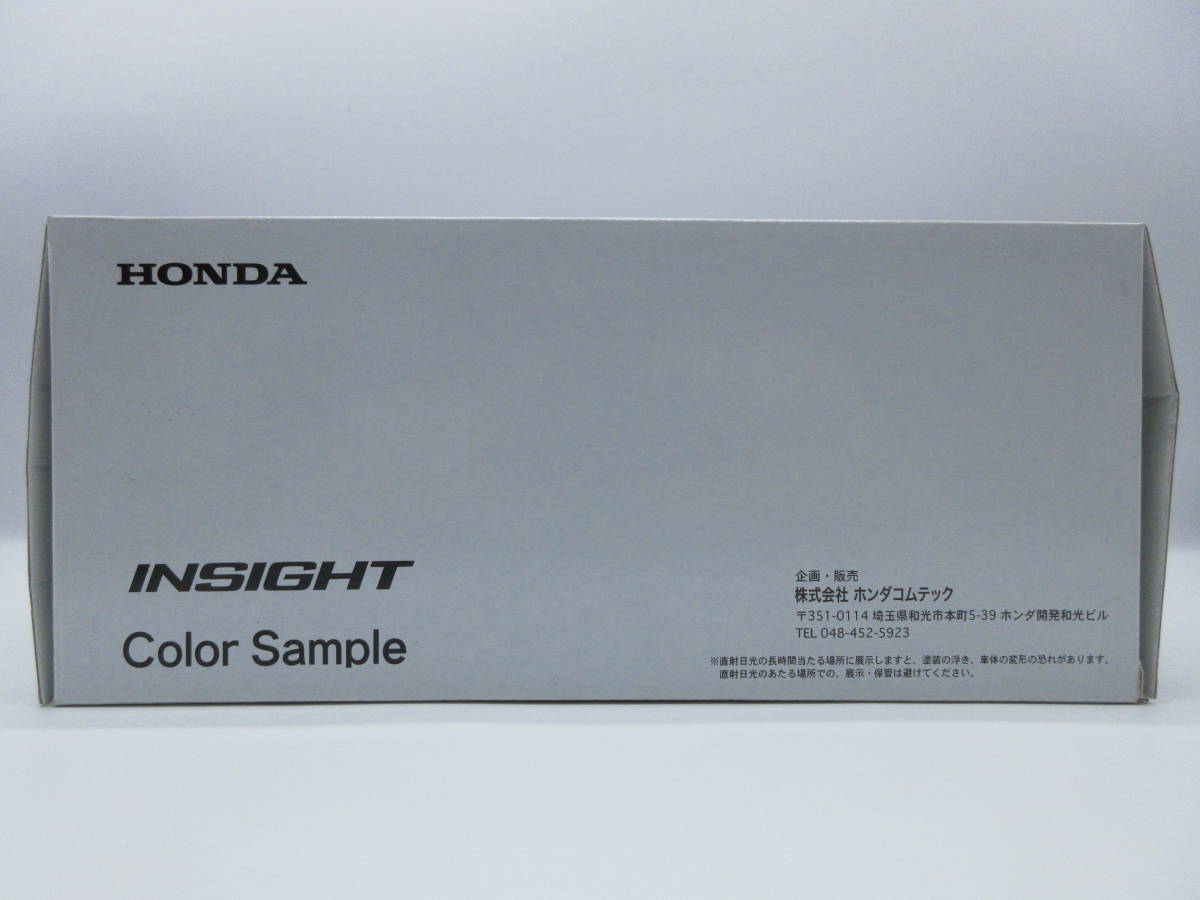 HONDA
INSIGHT
Color Sample
企画・販売
株式会社 ホンダコムテック
〒351-0114 埼玉県和光市本町5-39 ホンダ開発和光ビル
TEL 048-452-5923
※直射日光の長時間当たる場所に展示しますと、塗装の浮き、車体の変形の恐れがあります。
直射日光のあたる場所での、展示・保管は避けてください。